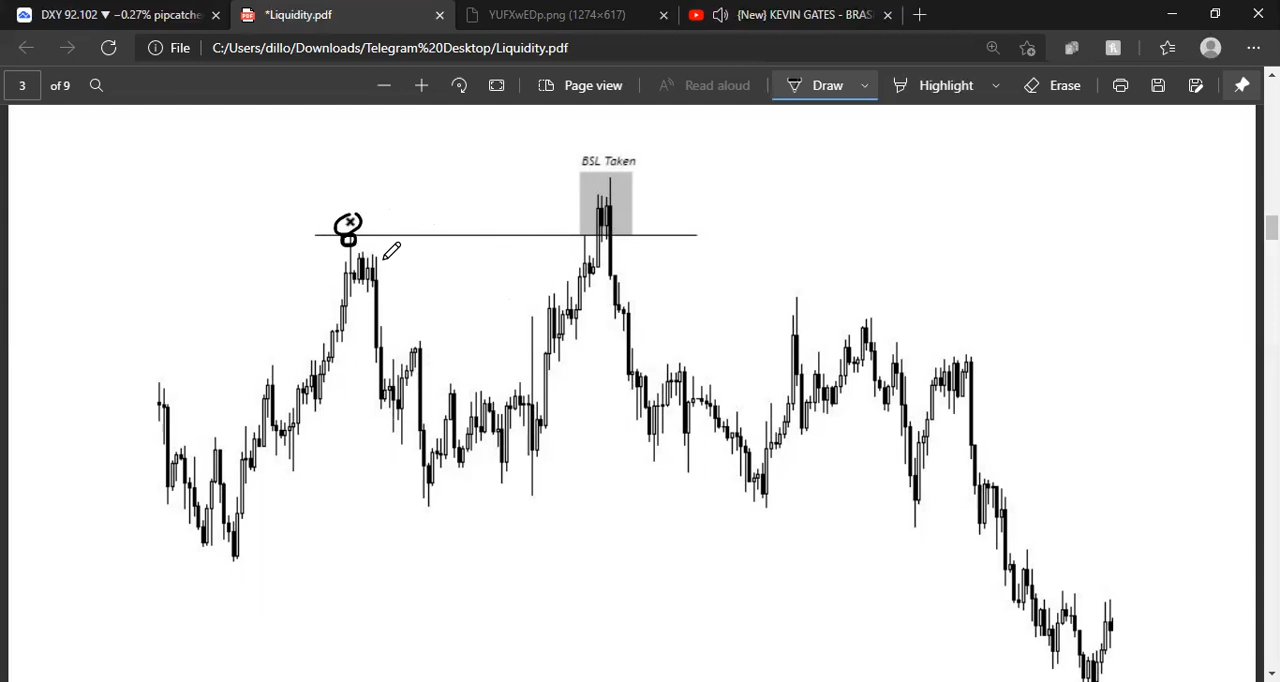 DXY 92.102 ▼ −0.27% pipcatche
*Liquidity.pdf
YUFXwEDp.png (1274×617)
{New} KEVIN GATES - BRAS
File
C:/Users/dillo/Downloads/Telegram%20Desktop/Liquidity.pdf
3 of 9
Page view
Read aloud
Draw
Highlight
Erase
BSL Taken
×